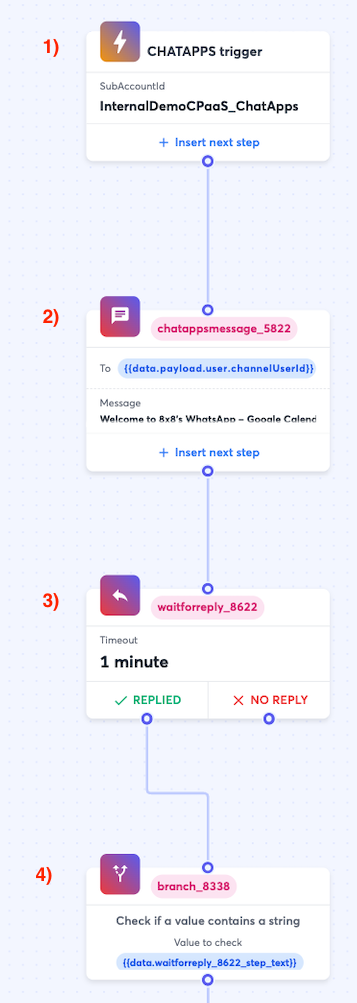 1)
CHATAPPS trigger
SubAccountId
InternalDemoCPaaS_ChatApps
+ Insert next step
2)
chatappsmessage_5822
To {{data.payload.user.channelUserId}}
Message
Welcome to 8x8's WhatsApp – Google Calend
+ Insert next step
3)
waitforreply_8622
Timeout
1 minute
REPLIED NO REPLY
4)
branch_8338
Check if a value contains a string
Value to check
{{data.waitforreply_8622_step_text}}